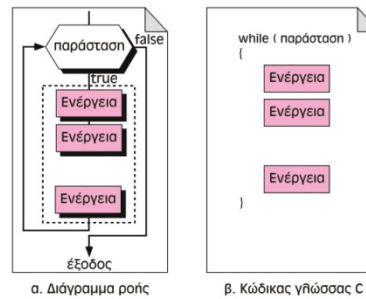 παράσταση
false
true
Ενέργεια
Ενέργεια
Ενέργεια
έξοδος
α. Διάγραμμα ροής
while ( παράσταση )
{
Ενέργεια
Ενέργεια
Ενέργεια
}
β. Κώδικας γλώσσας C